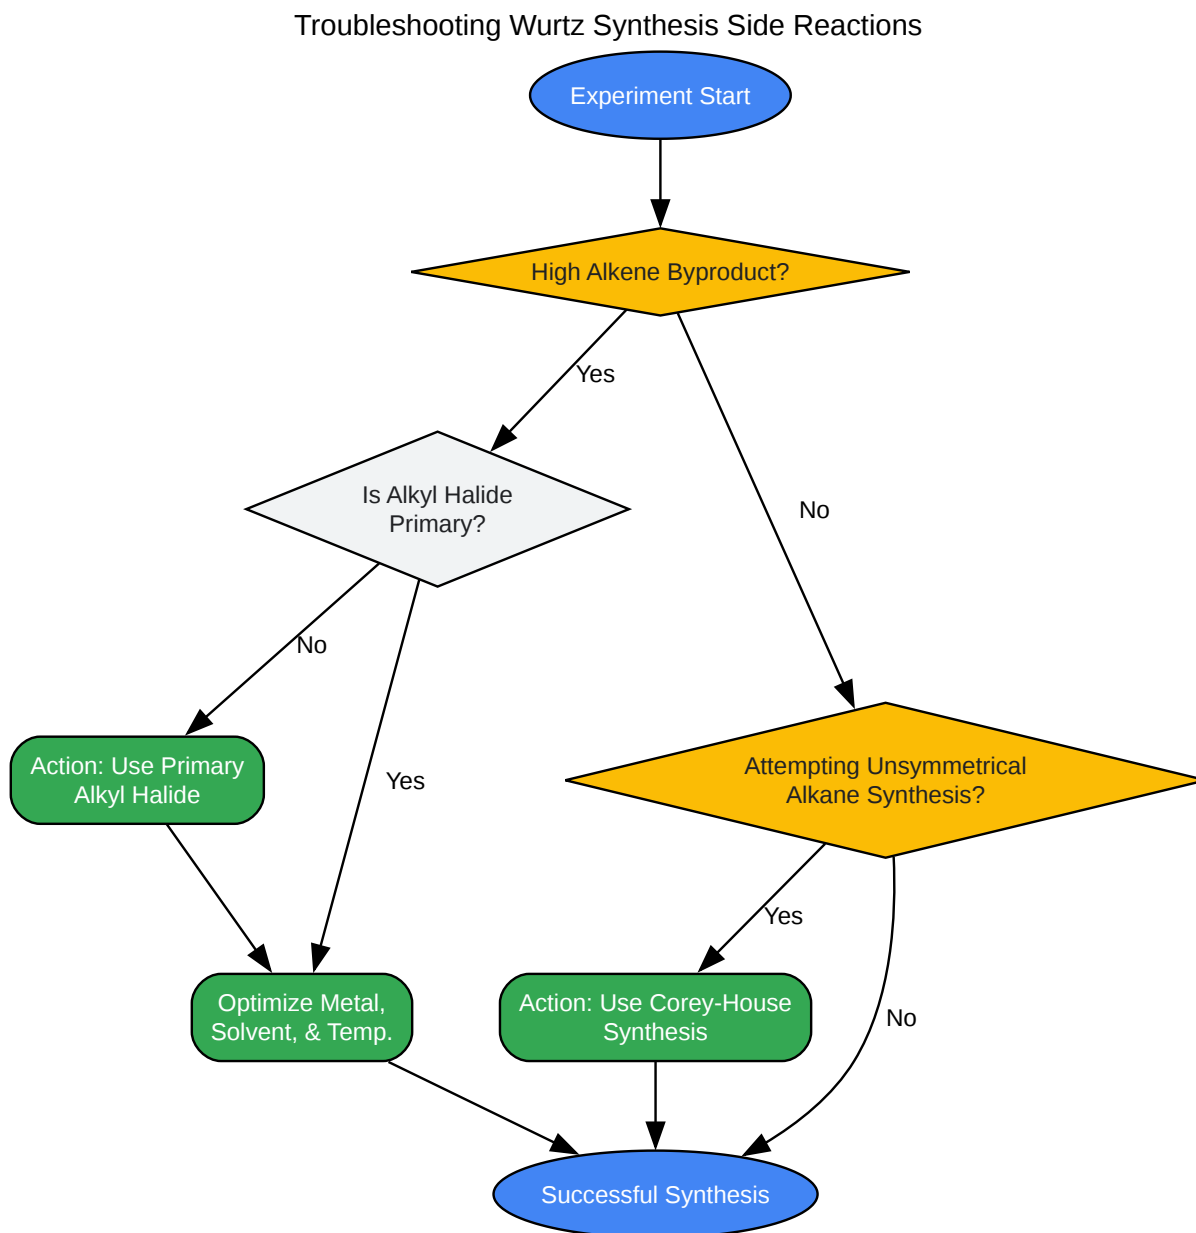 Troubleshooting Wurtz Synthesis Side Reactions
Experiment Start
High Alkene Byproduct?
Yes
No
Is Alkyl Halide
Primary?
No
Yes
Action: Use Primary
Alkyl Halide
Attempting Unsymmetrical
Alkane Synthesis?
Yes
No
Optimize Metal,
Solvent, & Temp.
Action: Use Corey-House
Synthesis
Successful Synthesis